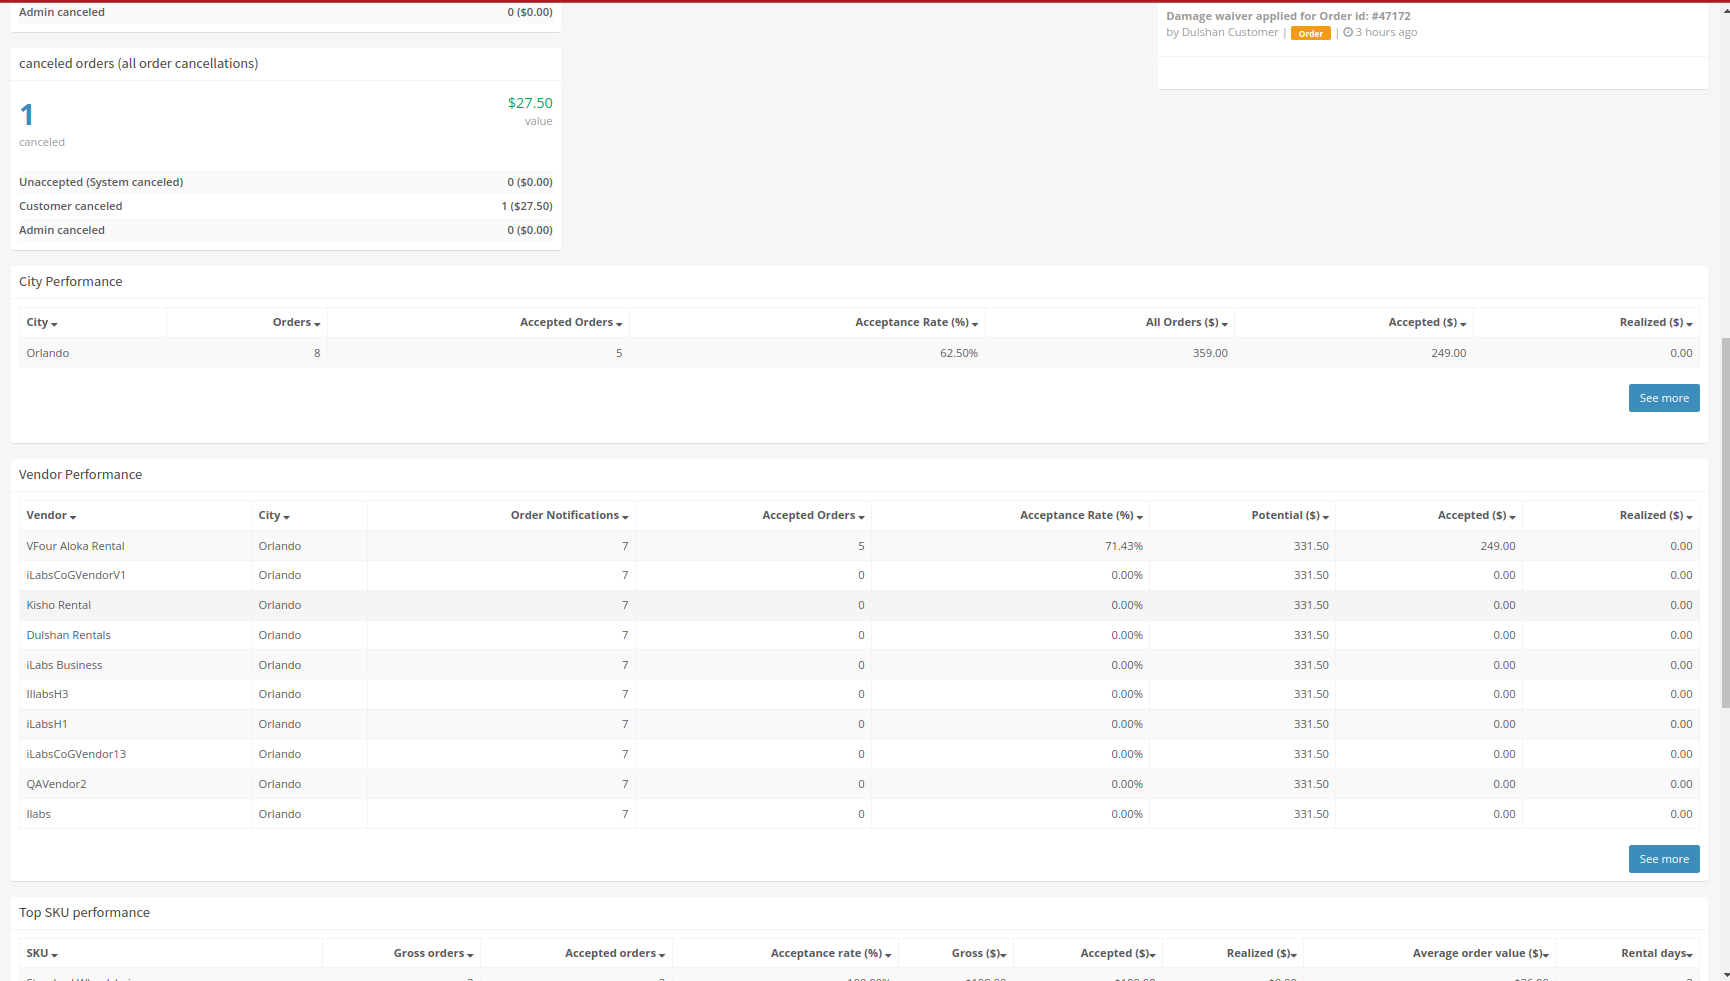 Admin canceled 0 ($0.00)
Damage waiver applied for Order id: #47172
by Dulshan Customer | Order | 3 hours ago
canceled orders (all order cancellations)
1 $27.50
canceled value
Unaccepted (System canceled) 0 ($0.00)
Customer canceled 1 ($27.50)
Admin canceled 0 ($0.00)
City Performance
City Orders Accepted Orders Acceptance Rate (%) All Orders ($) Accepted ($) Realized ($)
Orlando 8 5 62.50% 359.00 249.00 0.00
See more
Vendor Performance
Vendor City Order Notifications Accepted Orders Acceptance Rate (%) Potential ($) Accepted ($) Realized ($)
VFour Aloka Rental Orlando 7 5 71.43% 331.50 249.00 0.00
iLabsCoGVendorV1 Orlando 7 0 0.00% 331.50 0.00 0.00
Kisho Rental Orlando 7 0 0.00% 331.50 0.00 0.00
Dulshan Rentals Orlando 7 0 0.00% 331.50 0.00 0.00
iLabs Business Orlando 7 0 0.00% 331.50 0.00 0.00
IllabsH3 Orlando 7 0 0.00% 331.50 0.00 0.00
iLabsH1 Orlando 7 0 0.00% 331.50 0.00 0.00
iLabsCoGVendor13 Orlando 7 0 0.00% 331.50 0.00 0.00
QAVendor2 Orlando 7 0 0.00% 331.50 0.00 0.00
Ilabs Orlando 7 0 0.00% 331.50 0.00 0.00
See more
Top SKU performance
SKU Gross orders Accepted orders Acceptance rate (%) Gross ($) Accepted ($) Realized ($) Average order value ($) Rental days